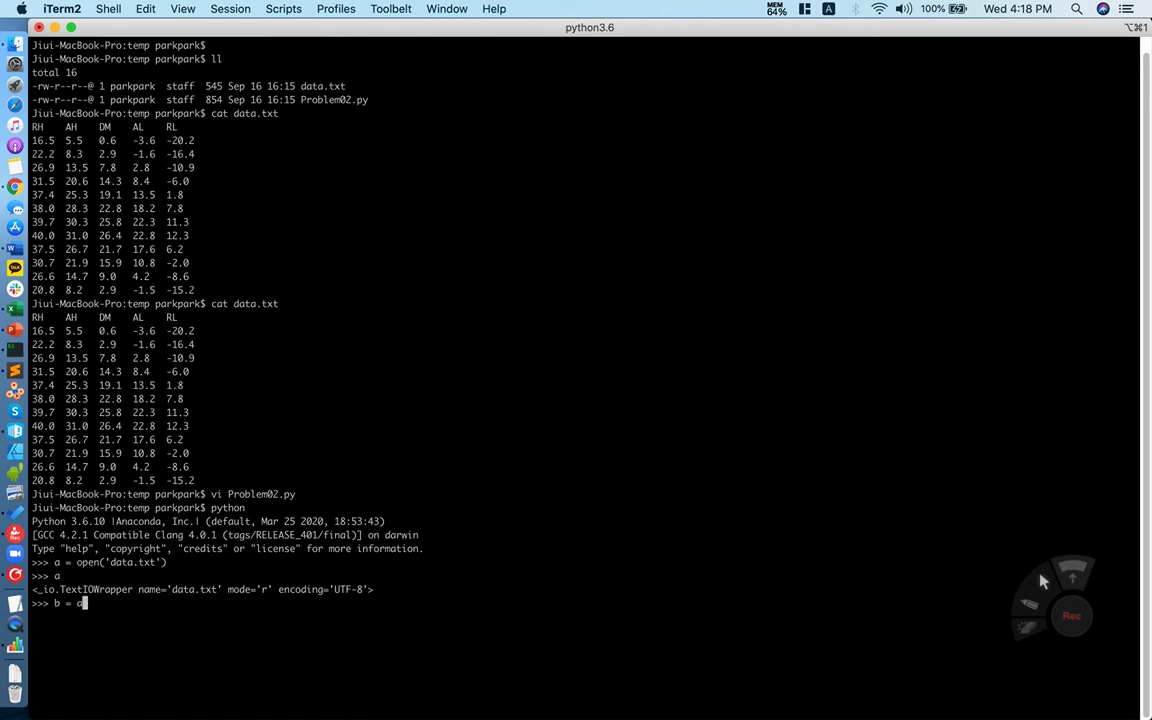 iTerm2 Shell Edit View Session Scripts Profiles Toolbelt Window Help MEM 64% A 100% Wed 4:18 PM
python3.6 ⌥⌘1
Jiui-MacBook-Pro:temp parkpark$
Jiui-MacBook-Pro:temp parkpark$ ll
total 16
-rw-r--r--@ 1 parkpark  staff  545 Sep 16 16:15 data.txt
-rw-r--r--@ 1 parkpark  staff  854 Sep 16 16:15 Problem02.py
Jiui-MacBook-Pro:temp parkpark$ cat data.txt
RH AH DM AL RL
16.5 5.5 0.6 -3.6 -20.2
22.2 8.3 2.9 -1.6 -16.4
26.9 13.5 7.8 2.8 -10.9
31.5 20.6 14.3 8.4 -6.0
37.4 25.3 19.1 13.5 1.8
38.0 28.3 22.8 18.2 7.8
39.7 30.3 25.8 22.3 11.3
40.0 31.0 26.4 22.8 12.3
37.5 26.7 21.7 17.6 6.2
30.7 21.9 15.9 10.8 -2.0
26.6 14.7 9.0 4.2 -8.6
20.8 8.2 2.9 -1.5 -15.2
Jiui-MacBook-Pro:temp parkpark$ cat data.txt
RH AH DM AL RL
16.5 5.5 0.6 -3.6 -20.2
22.2 8.3 2.9 -1.6 -16.4
26.9 13.5 7.8 2.8 -10.9
31.5 20.6 14.3 8.4 -6.0
37.4 25.3 19.1 13.5 1.8
38.0 28.3 22.8 18.2 7.8
39.7 30.3 25.8 22.3 11.3
40.0 31.0 26.4 22.8 12.3
37.5 26.7 21.7 17.6 6.2
30.7 21.9 15.9 10.8 -2.0
26.6 14.7 9.0 4.2 -8.6
20.8 8.2 2.9 -1.5 -15.2
Jiui-MacBook-Pro:temp parkpark$ vi Problem02.py
Jiui-MacBook-Pro:temp parkpark$ python
Python 3.6.10 |Anaconda, Inc.| (default, Mar 25 2020, 18:53:43)
[GCC 4.2.1 Compatible Clang 4.0.1 (tags/RELEASE_401/final)] on darwin
Type "help", "copyright", "credits" or "license" for more information.
>>> a = open('data.txt')
>>> a
<_io.TextIOWrapper name='data.txt' mode='r' encoding='UTF-8'>
>>> b = a
Rec